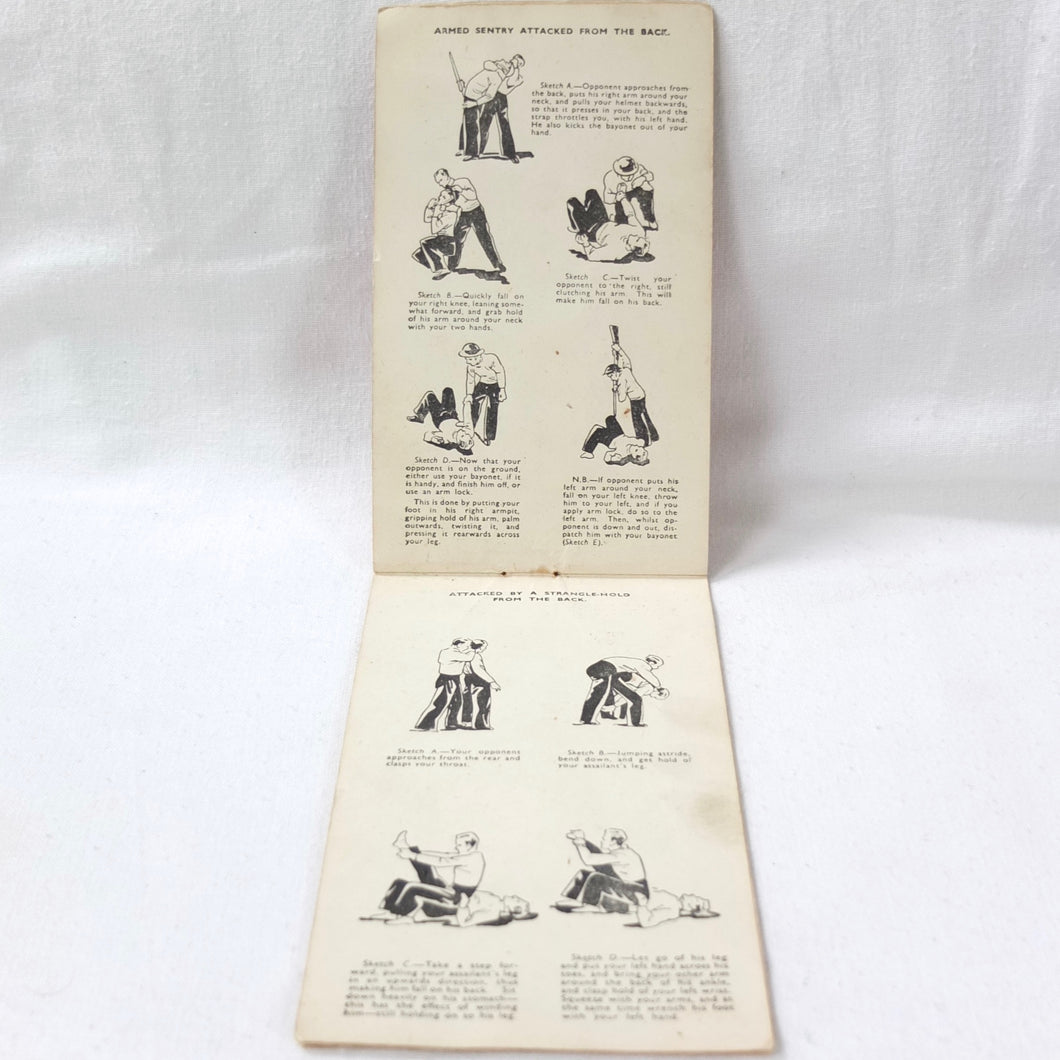 ARMED SENTRY ATTACKED FROM THE BACK.
Sketch A.—Opponent approaches from
the back, puts his right arm around your
neck, and pulls your helmet backwards,
so that it presses in your back, and the
strap throttles you, with his left hand.
He also kicks the bayonet out of your
hand.
Sketch B.—Quickly fall on
your right knee, leaning some-
what forward, and grab hold
of his arm around your neck
with your two hands.
Sketch C.—Twist your
opponent to the right, still
clutching his arm. This will
make him fall on his back.
Sketch D.—Now that your
opponent is on the ground,
either use your bayonet, if it
is handy, and finish him off, or
use an arm lock.
This is done by putting your
foot in his right armpit,
gripping hold of his arm, palm
outwards, twisting it, and
pressing it rearwards across
your leg.
N.B.—If opponent puts his
left arm around your neck,
fall on your left knee, throw
him to your left, and if you
apply arm lock, do so to the
left arm. Then, whilst op-
ponent is down and out, dis-
patch him with your bayonet
(Sketch E).
ATTACKED BY A STRANGLE-HOLD
FROM THE BACK.
Sketch A.—Your opponent
approaches from the rear and
clasps your throat.
Sketch B.—Jumping astride,
bend down, and get hold of
your assailant's leg.
Sketch C.—Take a step for-
ward, pulling your assailant's leg
in an upwards direction, thus
making him fall on his back. Sit
down heavily on his stomach—
this has the effect of winding
him—still holding on to his leg.
Sketch D.—Let go of his leg
and put your left hand across his
toes, and bring your other arm
around the back of his ankle,
and clasp hold of your left wrist.
Squeeze with your arms, and at
the same time wrench his foot
with your left hand.